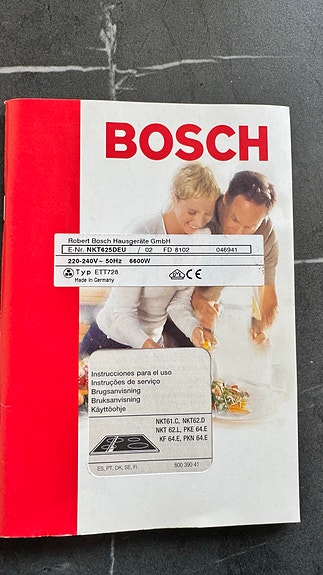 BOSCH
Robert Bosch Hausgeräte GmbH
E-Nr. NKT625DEU / 02 FD 8102 046941
220-240V~ 50Hz 6600W
Typ ETT728
Made in Germany
CE
Instrucciones para el uso
Instruções de serviço
Brugsanvisning
Bruksanvisning
Käyttöohje
NKT61.C, NKT62.D
NKT 62.L, PKE 64.E
KF 64.E, PKN 64.E
ES, PT, DK, SE, FI 800 390 41